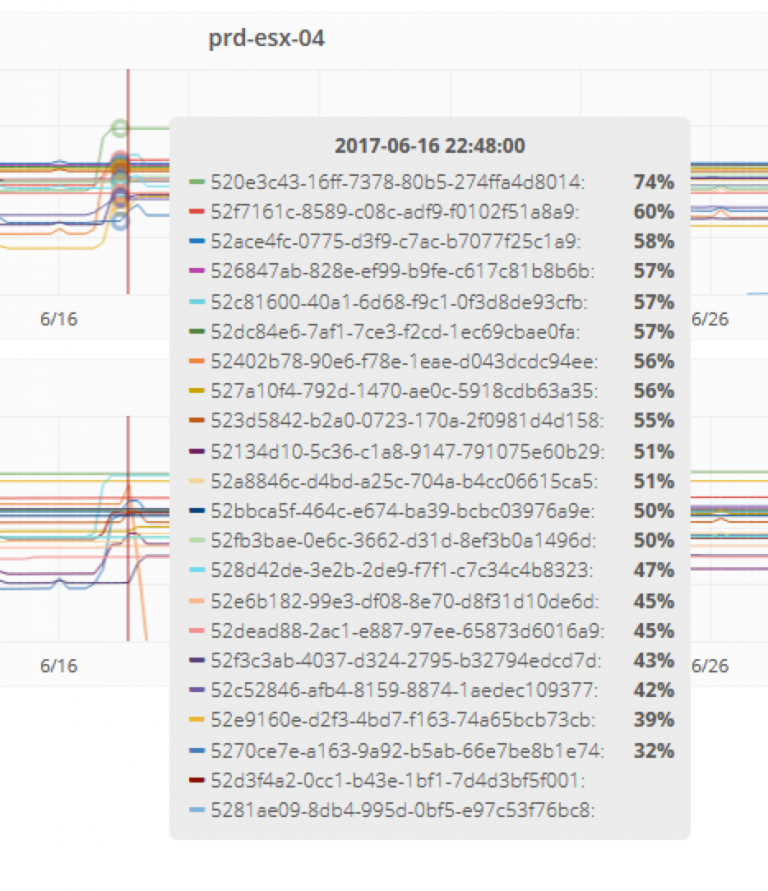 prd-esx-04
2017-06-16 22:48:00
520e3c43-16ff-7378-80b5-274ffa4d8014: 74%
52f7161c-8589-c08c-adf9-f0102f51a8a9: 60%
52ace4fc-0775-d3f9-c7ac-b7077f25c1a9: 58%
526847ab-828e-ef99-b9fe-c617c81b8b6b: 57%
52c81600-40a1-6d68-f9c1-0f3d8de93cfb: 57%
52dc84e6-7af1-7ce3-f2cd-1ec69cbae0fa: 57%
52402b78-90e6-f78e-1eae-d043dcdc94ee: 56%
527a10f4-792d-1470-ae0c-5918cdb63a35: 56%
523d5842-b2a0-0723-170a-2f0981d4d158: 55%
52134d10-5c36-c1a8-9147-791075e60b29: 51%
52a8846c-d4bd-a25c-704a-b4cc06615ca5: 51%
52bbca5f-464c-e674-ba39-bcbc03976a9e: 50%
52fb3bae-0e6c-3662-d31d-8ef3b0a1496d: 50%
528d42de-3e2b-2de9-f7f1-c7c34c4b8323: 47%
52e6b182-99e3-df08-8e70-d8f31d10de6d: 45%
52dead88-2ac1-e887-97ee-65873d6016a9: 45%
52f3c3ab-4037-d324-2795-b32794edcd7d: 43%
52c52846-afb4-8159-8874-1aedec109377: 42%
52e9160e-d2f3-4bd7-f163-74a65bcb73cb: 39%
5270ce7e-a163-9a92-b5ab-66e7be8b1e74: 32%
52d3f4a2-0cc1-b43e-1bf1-7d4d3bf5f001:
5281ae09-8db4-995d-0bf5-e97c53f76bc8:
6/16 6/26
6/16 6/26